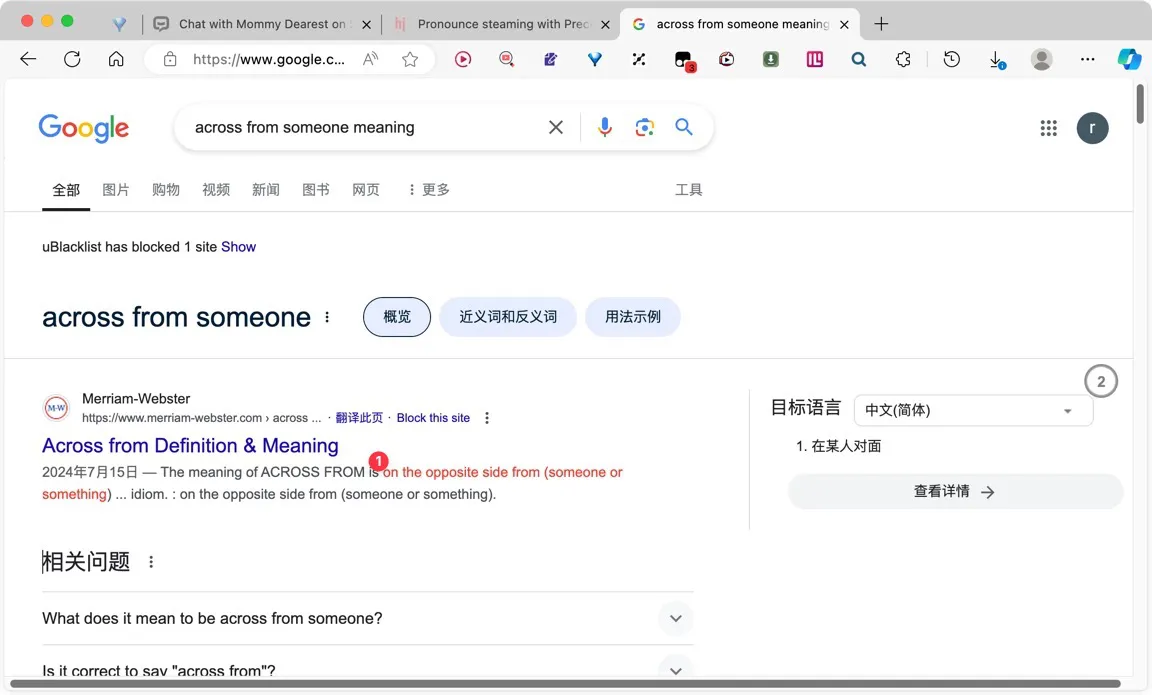 Chat with Mommy Dearest on
Pronounce steaming with Prec
across from someone meaning
https://www.google.c...
3
Google
across from someone meaning
r
全部 图片 购物 视频 新闻 图书 网页 更多 工具
uBlacklist has blocked 1 site Show
across from someone
概览 近义词和反义词 用法示例
M-W
Merriam-Webster
https://www.merriam-webster.com › across ... · 翻译此页 · Block this site
Across from Definition & Meaning
1
2024年7月15日 — The meaning of ACROSS FROM is on the opposite side from (someone or
something) ... idiom. : on the opposite side from (someone or something).
2
目标语言 中文(简体)
1. 在某人对面
查看详情
相关问题
What does it mean to be across from someone?
Is it correct to say "across from"?